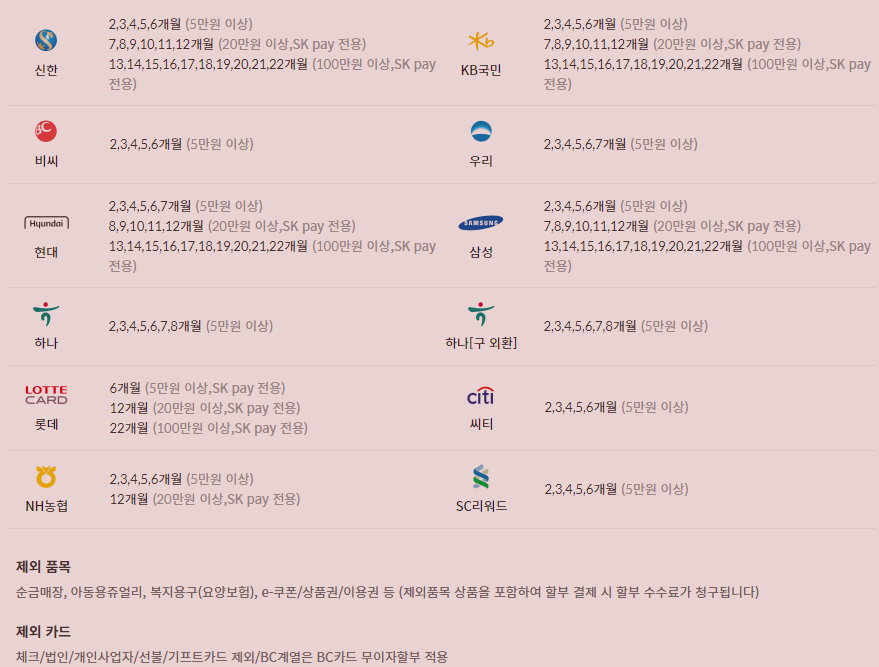 2,3,4,5,6개월 (5만원 이상)
7,8,9,10,11,12개월 (20만원 이상,SK pay 전용)
13,14,15,16,17,18,19,20,21,22개월 (100만원 이상,SK pay
전용)
신한
2,3,4,5,6개월 (5만원 이상)
7,8,9,10,11,12개월 (20만원 이상,SK pay 전용)
13,14,15,16,17,18,19,20,21,22개월 (100만원 이상,SK pay
전용)
KB국민
BC
비씨
2,3,4,5,6개월 (5만원 이상)
우리
2,3,4,5,6,7개월 (5만원 이상)
Hyundai
현대
2,3,4,5,6,7개월 (5만원 이상)
8,9,10,11,12개월 (20만원 이상,SK pay 전용)
13,14,15,16,17,18,19,20,21,22개월 (100만원 이상,SK pay
전용)
SAMSUNG
삼성
2,3,4,5,6개월 (5만원 이상)
7,8,9,10,11,12개월 (20만원 이상,SK pay 전용)
13,14,15,16,17,18,19,20,21,22개월 (100만원 이상,SK pay
전용)
하나
2,3,4,5,6,7,8개월 (5만원 이상)
하나[구 외환]
2,3,4,5,6,7,8개월 (5만원 이상)
LOTTE
CARD
롯데
6개월 (5만원 이상,SK pay 전용)
12개월 (20만원 이상,SK pay 전용)
22개월 (100만원 이상,SK pay 전용)
citi
씨티
2,3,4,5,6개월 (5만원 이상)
NH농협
2,3,4,5,6개월 (5만원 이상)
12개월 (20만원 이상,SK pay 전용)
SC리워드
2,3,4,5,6개월 (5만원 이상)
제외 품목
순금매장, 아동용쥬얼리, 복지용구(요양보험), e-쿠폰/상품권/이용권 등 (제외품목 상품을 포함하여 할부 결제 시 할부 수수료가 청구됩니다)
제외 카드
체크/법인/개인사업자/선불/기프트카드 제외/BC계열은 BC카드 무이자할부 적용